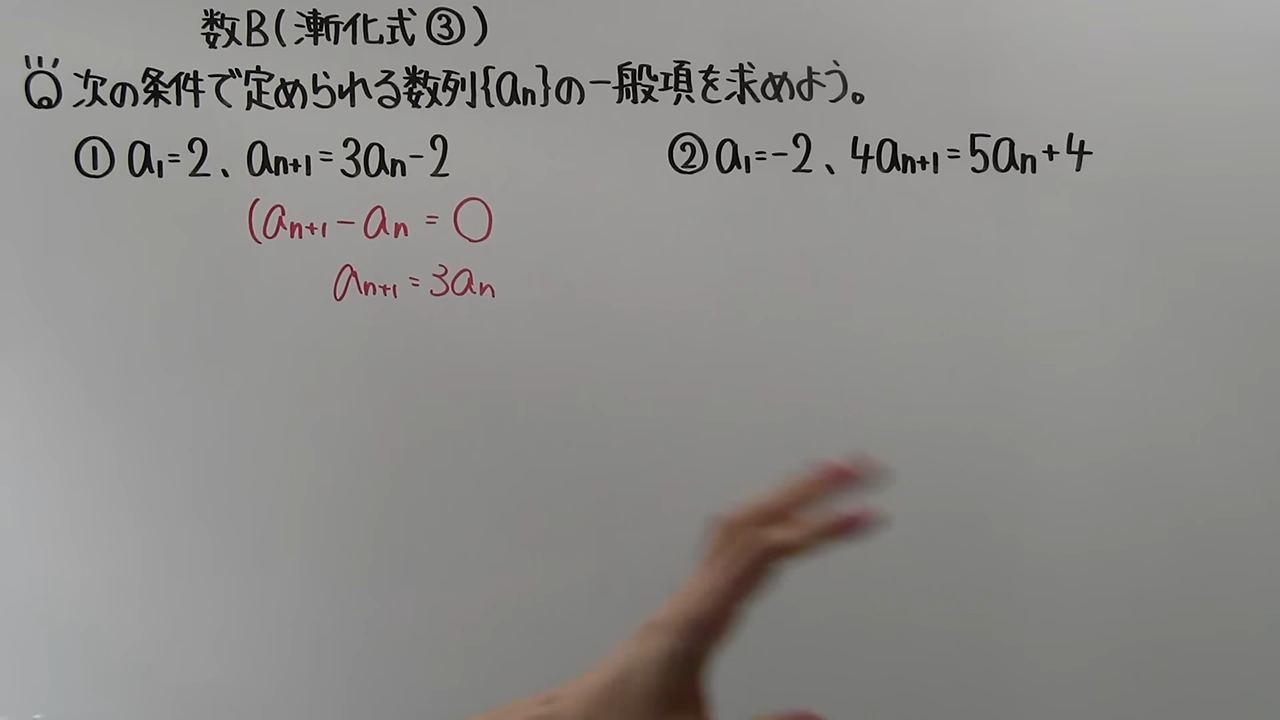 数B(漸化式③)
Q 次の条件で定められる数列{an}の一般項を求めよう。
① a1=2、an+1=3an-2
② a1=-2、4an+1=5an+4
(an+1-an=○
an+1=3an